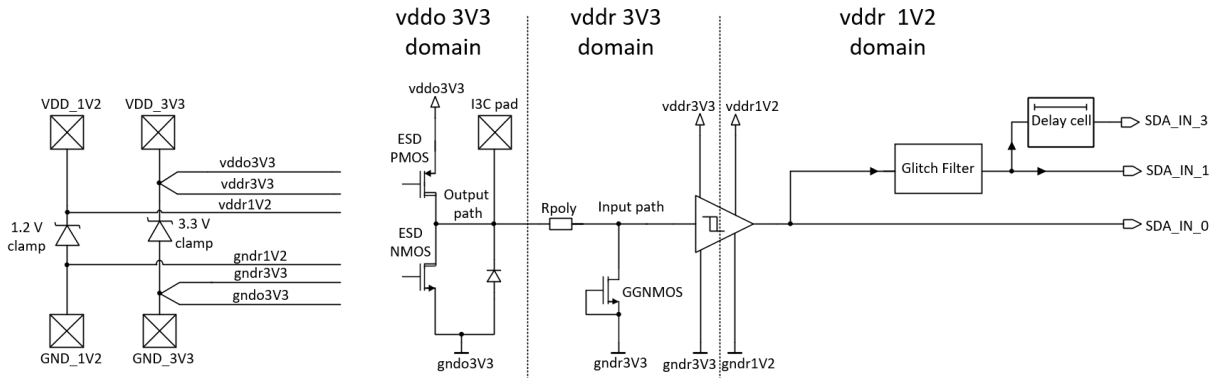 vddo 3V3
domain
vddr 3V3
domain
vddr 1V2
domain
VDD_1V2
VDD_3V3
vddo3V3
vddr3V3
vddr1V2
1.2 V
clamp
3.3 V
clamp
gndr1V2
gndr3V3
gndo3V3
GND_1V2
GND_3V3
vddo3V3
I3C pad
ESD
PMOS
Output
path
ESD
NMOS
gndo3V3
Rpoly
Input path
GGNMOS
gndr3V3
vddr3V3
vddr1V2
gndr3V3
gndr1V2
Glitch Filter
Delay cell
SDA_IN_3
SDA_IN_1
SDA_IN_0